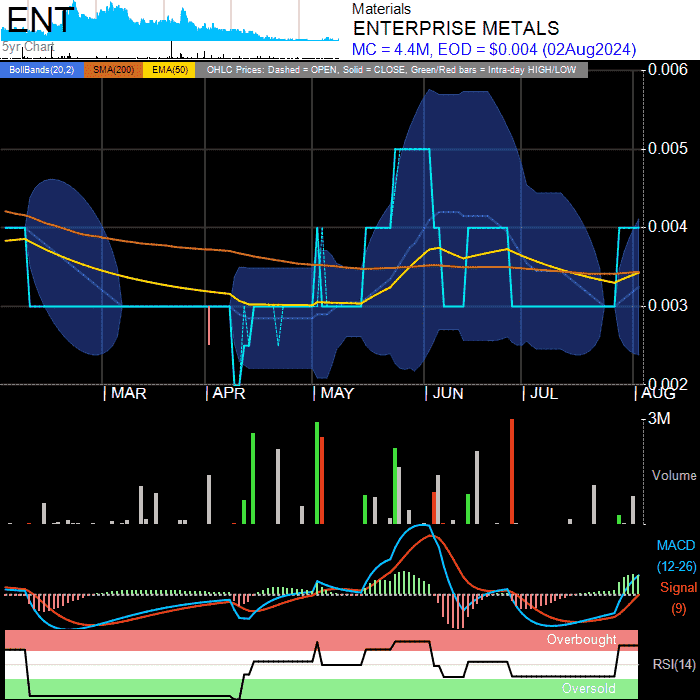 ENT
5yr Chart
Materials
ENTERPRISE METALS
MC = 4.4M, EOD = $0.004 (02Aug2024)
BollBands(20,2) SMA(200) EMA(50) OHLC Prices: Dashed = OPEN, Solid = CLOSE, Green/Red bars = Intra-day HIGH/LOW
0.006
0.005
0.004
0.003
0.002
MAR APR MAY JUN JUL AUG
3M
Volume
MACD
(12-26)
Signal
(9)
Overbought
RSI(14)
Oversold